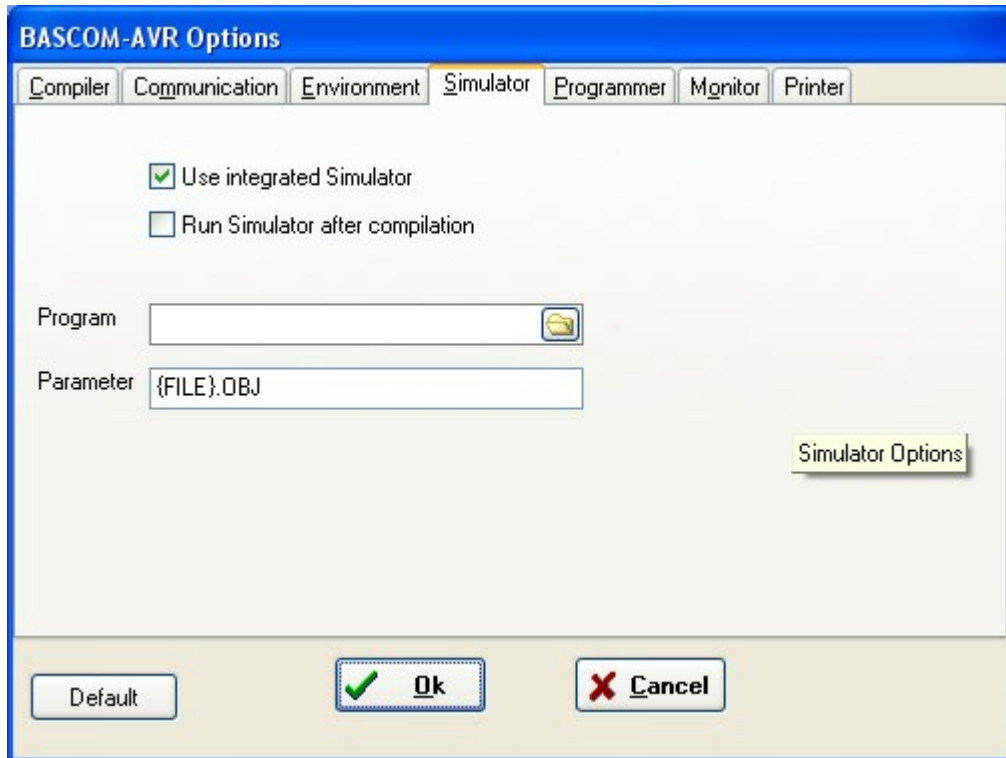 BASCOM-AVR Options
Compiler Communication Environment Simulator Programmer Monitor Printer
Use integrated Simulator
Run Simulator after compilation
Program
Parameter {FILE}.OBJ
Simulator Options
Default Ok Cancel